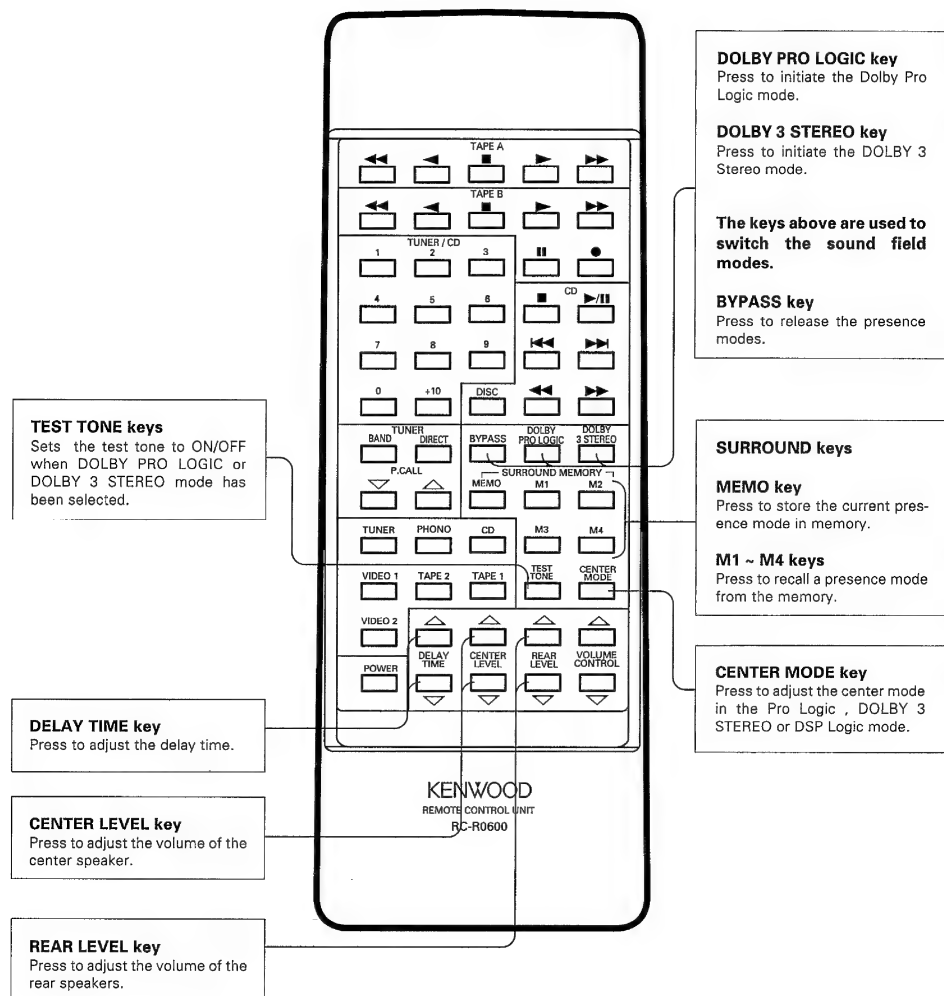 DOLBY PRO LOGIC key
Press to initiate the Dolby Pro
Logic mode.
DOLBY 3 STEREO key
Press to initiate the DOLBY 3
Stereo mode.
The keys above are used to
switch the sound field
modes.
BYPASS key
Press to release the presence
modes.
TAPE A
TAPE B
TUNER / CD
1 2 3
CD
4 5 6
7 8 9
0 +10 DISC
TUNER
BAND DIRECT BYPASS DOLBY PRO LOGIC DOLBY 3 STEREO
P.CALL
SURROUND MEMORY
MEMO M1 M2
TUNER PHONO CD M3 M4
VIDEO 1 TAPE 2 TAPE 1 TEST TONE CENTER MODE
VIDEO 2
POWER DELAY TIME CENTER LEVEL REAR LEVEL VOLUME CONTROL
KENWOOD
REMOTE CONTROL UNIT
RC-R0600
TEST TONE keys
Sets the test tone to ON/OFF
when DOLBY PRO LOGIC or
DOLBY 3 STEREO mode has
been selected.
SURROUND keys
MEMO key
Press to store the current pres-
ence mode in memory.
M1 ~ M4 keys
Press to recall a presence mode
from the memory.
CENTER MODE key
Press to adjust the center mode
in the Pro Logic , DOLBY 3
STEREO or DSP Logic mode.
DELAY TIME key
Press to adjust the delay time.
CENTER LEVEL key
Press to adjust the volume of the
center speaker.
REAR LEVEL key
Press to adjust the volume of the
rear speakers.